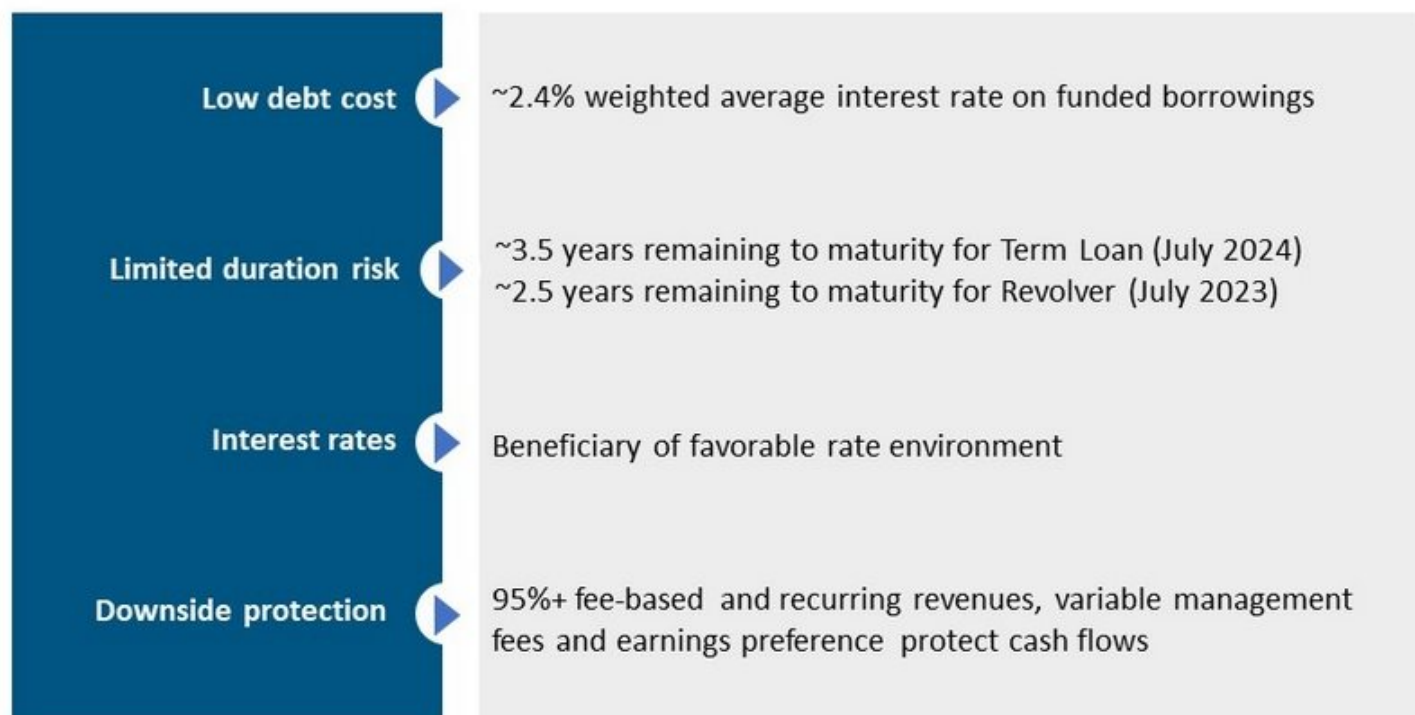 Low debt cost
~2.4% weighted average interest rate on funded borrowings
Limited duration risk
~3.5 years remaining to maturity for Term Loan (July 2024)
~2.5 years remaining to maturity for Revolver (July 2023)
Interest rates
Beneficiary of favorable rate environment
Downside protection
95%+ fee-based and recurring revenues, variable management
fees and earnings preference protect cash flows